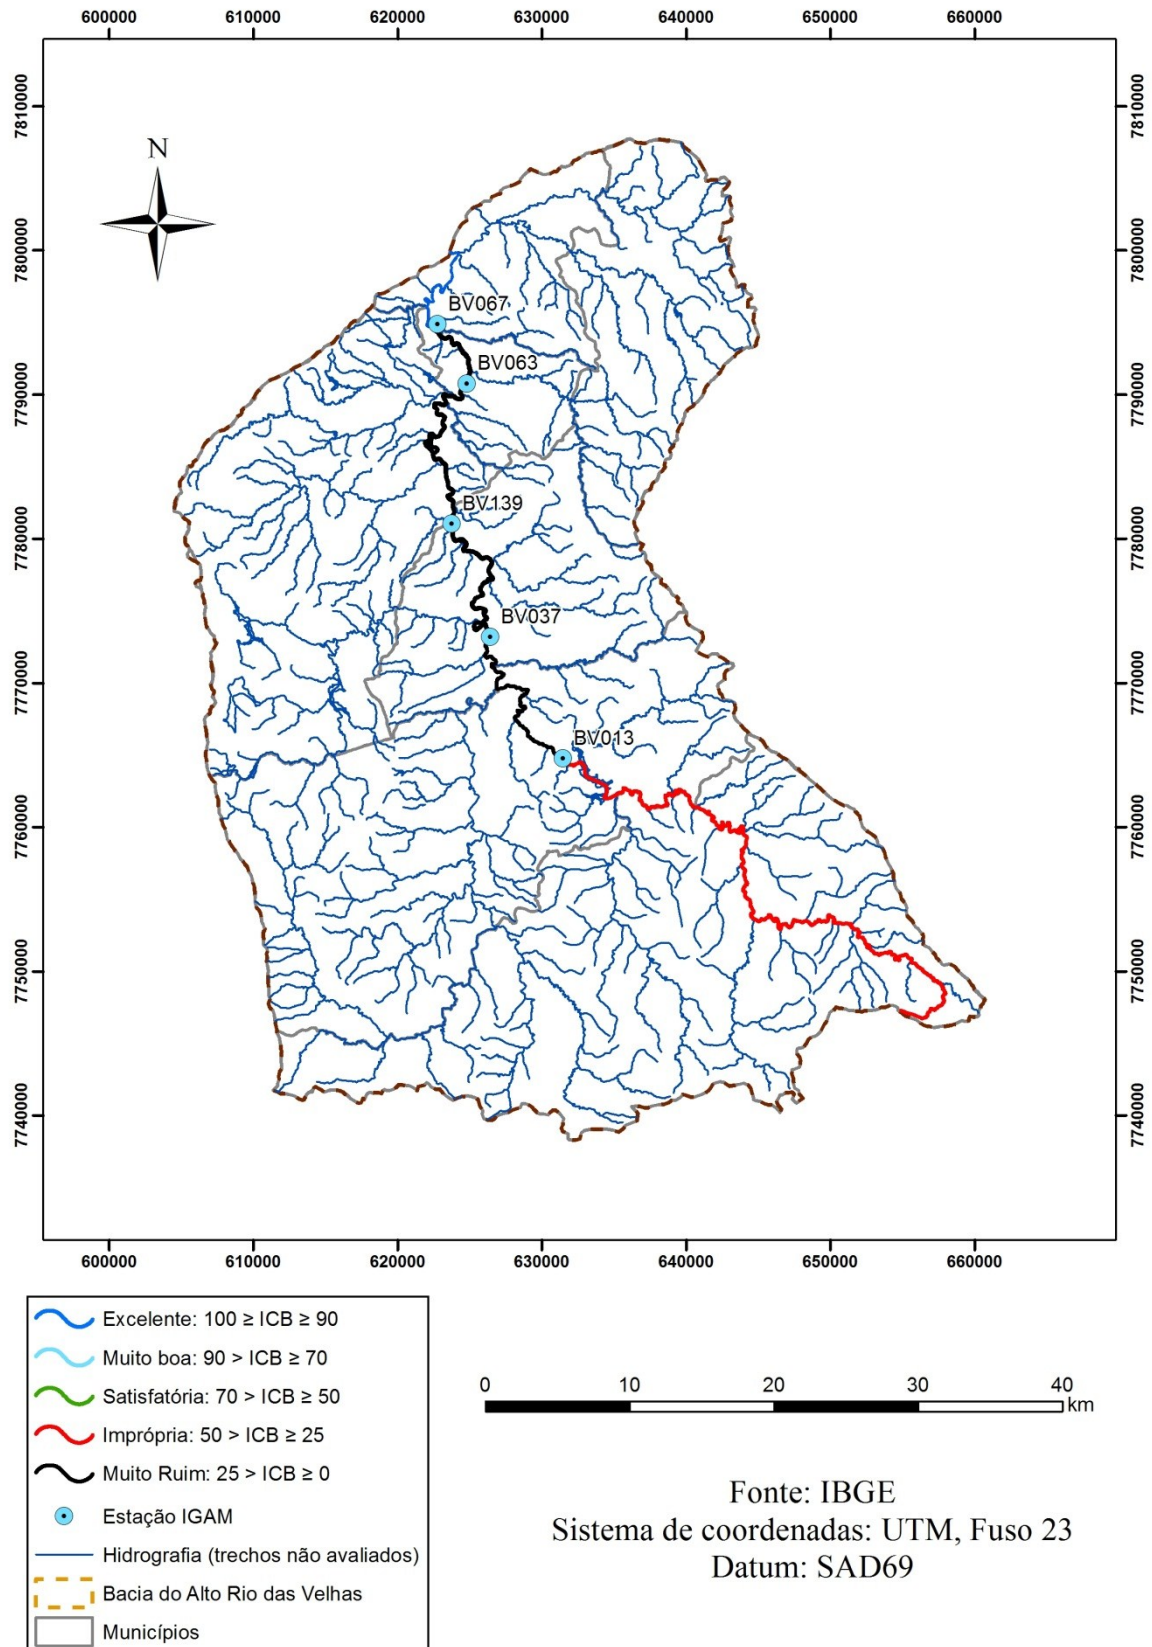 600000 610000 620000 630000 640000 650000 660000
7810000 7810000
N
7800000 7800000
BV067
BV063
7790000 7790000
BV139
7780000 7780000
BV037
7770000 7770000
BV013
7760000 7760000
7750000 7750000
7740000 7740000
600000 610000 620000 630000 640000 650000 660000
Excelente: 100 ≥ ICB ≥ 90
Muito boa: 90 > ICB ≥ 70
Satisfatória: 70 > ICB ≥ 50
Imprópria: 50 > ICB ≥ 25
Muito Ruim: 25 > ICB ≥ 0
Estação IGAM
Hidrografia (trechos não avaliados)
Bacia do Alto Rio das Velhas
Municípios
0 10 20 30 40
km
Fonte: IBGE
Sistema de coordenadas: UTM, Fuso 23
Datum: SAD69